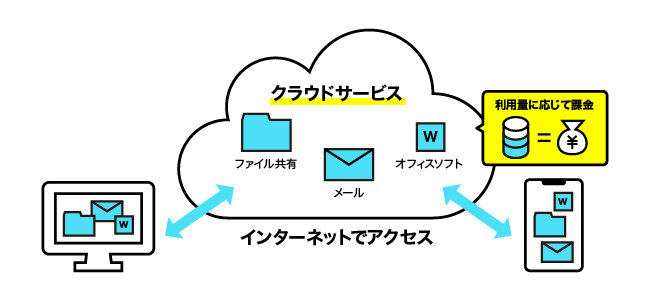 クラウドサービス
利用量に応じて課金
=
¥
W
ファイル共有
オフィスソフト
メール
W
W
インターネットでアクセス